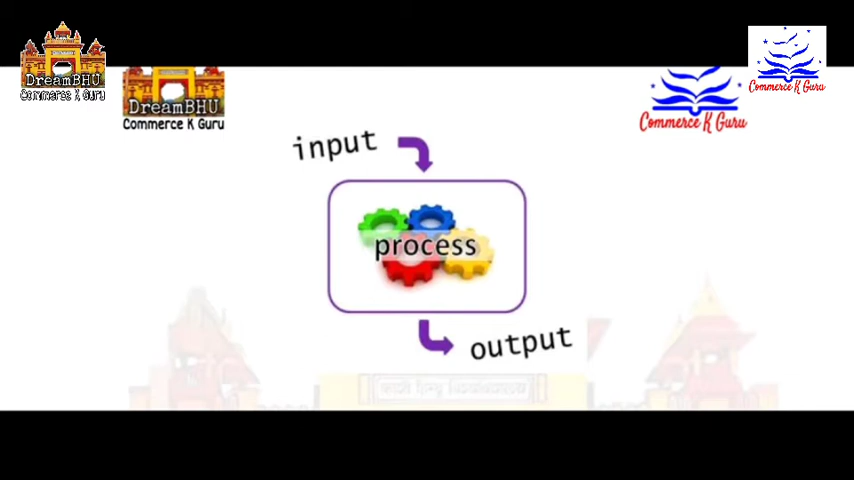 DreamBHU
Commerce K Guru
DreamBHU
Commerce K Guru
Commerce K Guru
Commerce K Guru
input
process
output